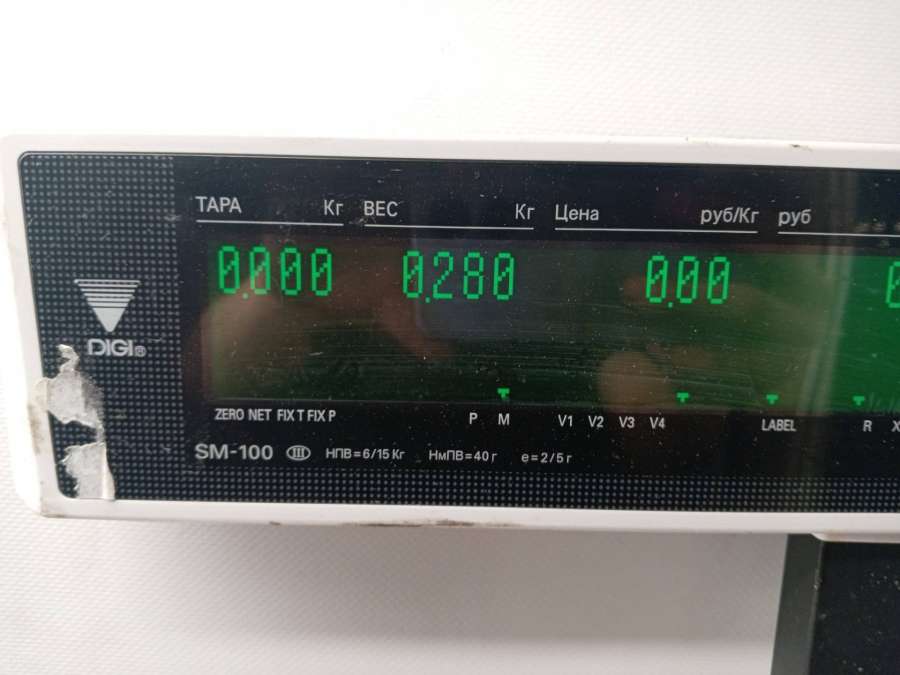 ТАРА Кг ВЕС Кг Цена руб/Кг руб
0.000 0.280 0.00
DIGI®
ZERO NET FIX T FIX P P M V1 V2 V3 V4 LABEL R
SM-100 III НПВ=6/15 Кг НмПВ=40 г е=2/5 г